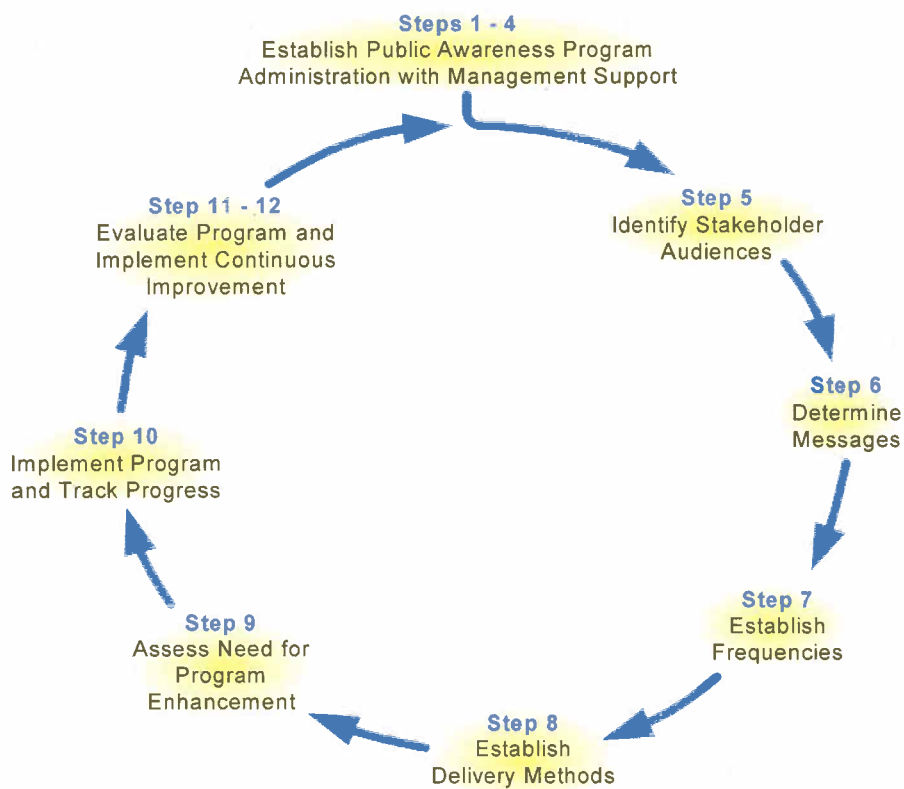 Steps 1 - 4
Establish Public Awareness Program
Administration with Management Support
Step 5
Identify Stakeholder
Audiences
Step 6
Determine
Messages
Step 7
Establish
Frequencies
Step 8
Establish
Delivery Methods
Step 9
Assess Need for
Program
Enhancement
Step 10
Implement Program
and Track Progress
Step 11 - 12
Evaluate Program and
Implement Continuous
Improvement